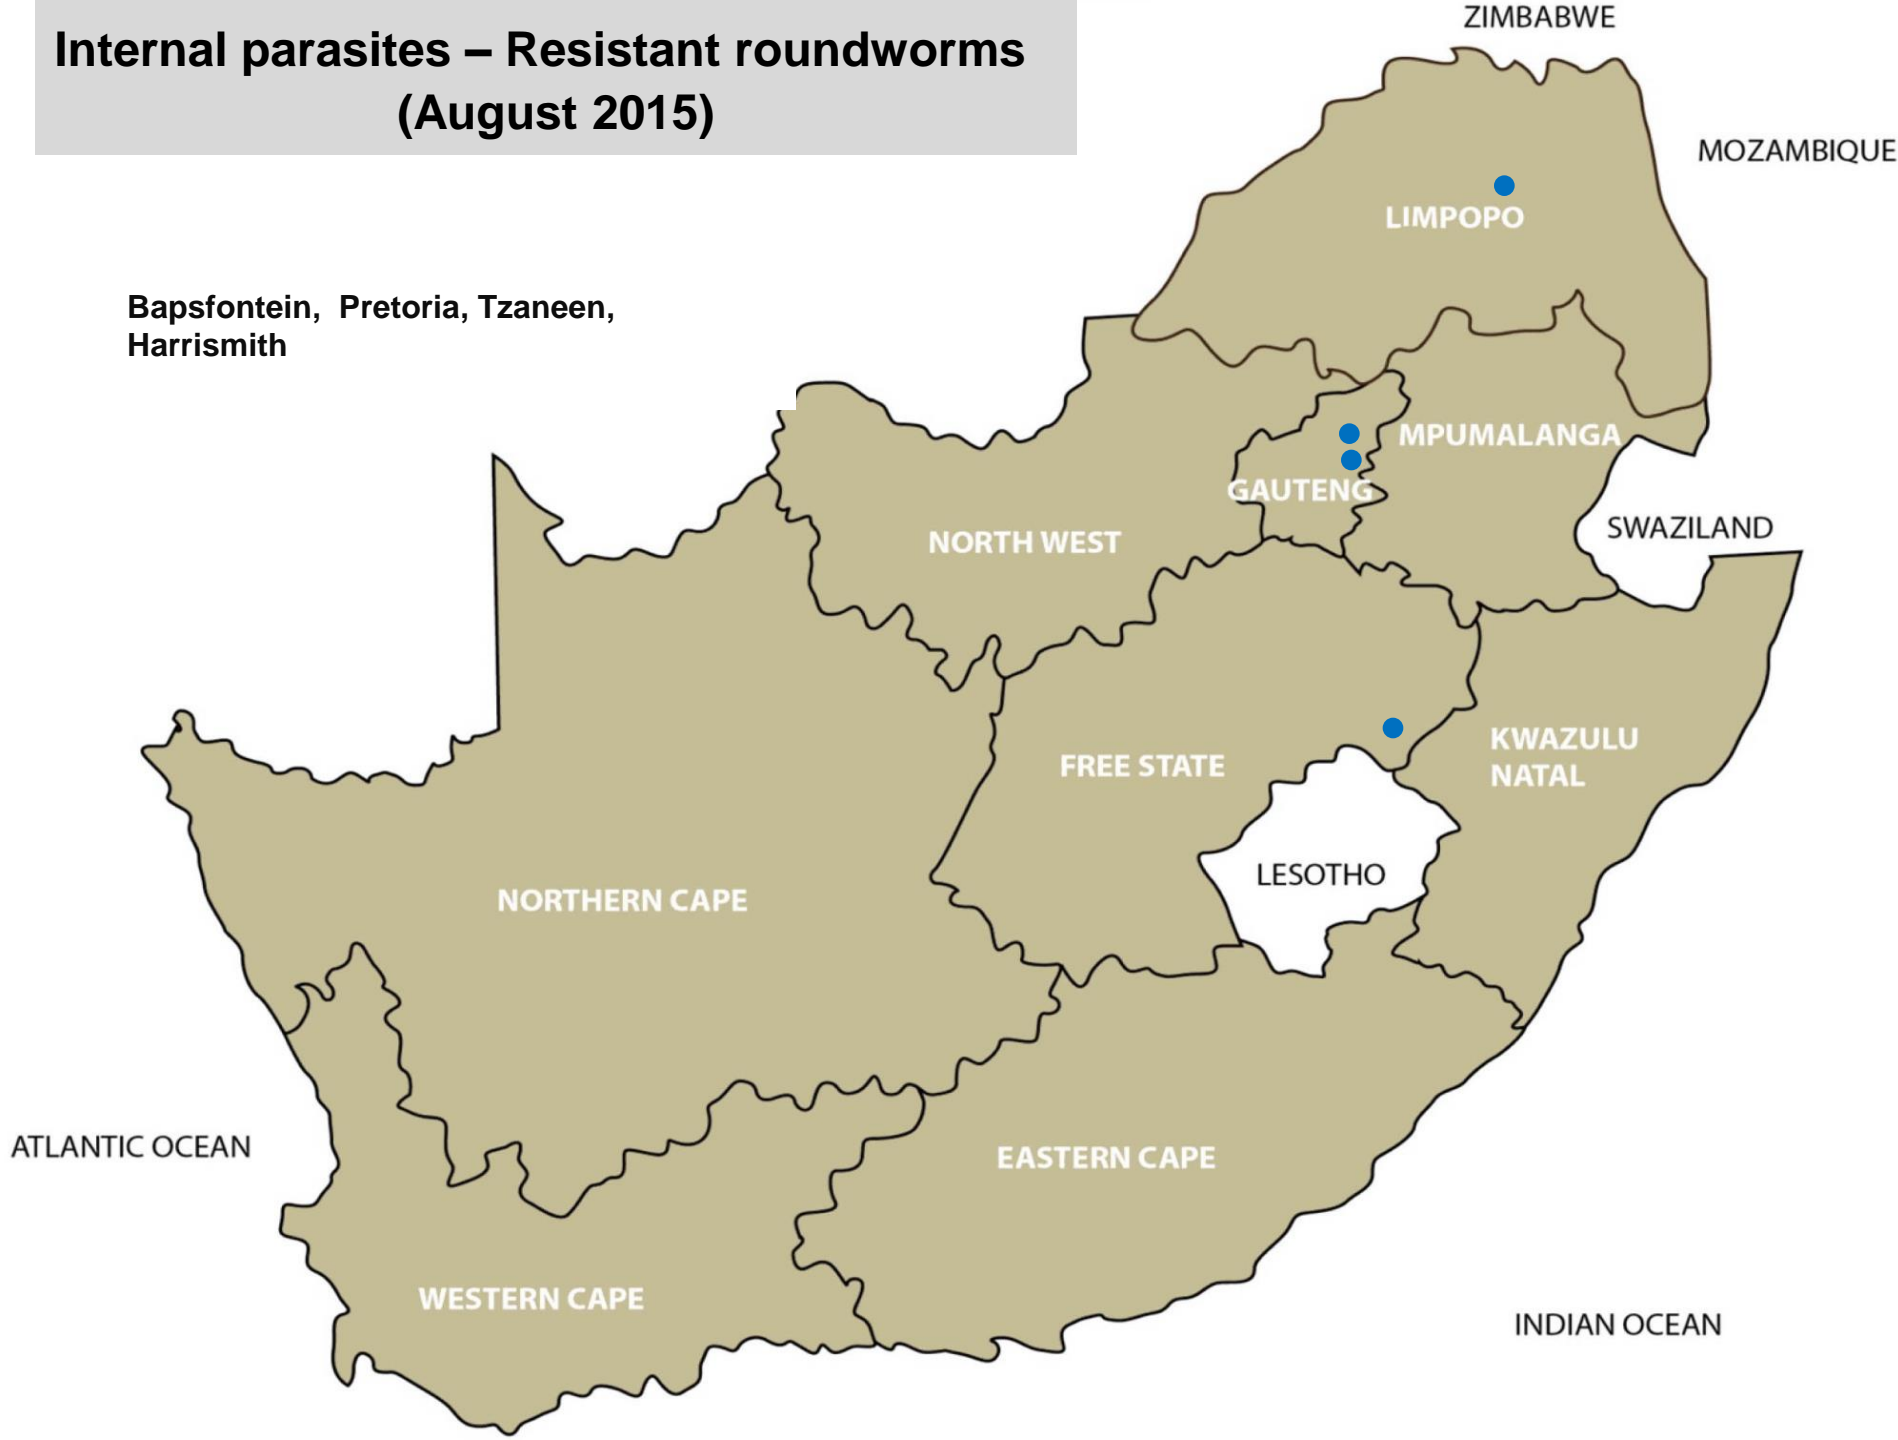 Internal parasites – Resistant roundworms
(August 2015)
ZIMBABWE
MOZAMBIQUE
LIMPOPO
Bapsfontein,  Pretoria, Tzaneen,
Harrismith
MPUMALANGA
GAUTENG
SWAZILAND
NORTH WEST
KWAZULU
NATAL
FREE STATE
LESOTHO
NORTHERN CAPE
ATLANTIC OCEAN
EASTERN CAPE
WESTERN CAPE
INDIAN OCEAN